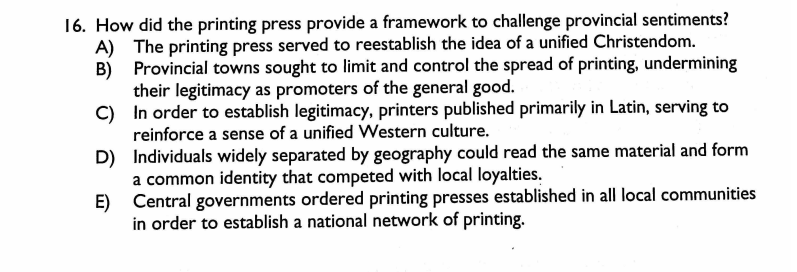 16. How did the printing press provide a framework to challenge provincial sentiments?
A) The printing press served to reestablish the idea of a unified Christendom.
B) Provincial towns sought to limit and control the spread of printing, undermining
their legitimacy as promoters of the general good.
C) In order to establish legitimacy, printers published primarily in Latin, serving to
reinforce a sense of a unified Western culture.
D) Individuals widely separated by geography could read the same material and form
a common identity that competed with local loyalties.
E) Central governments ordered printing presses established in all local communities
in order to establish a national network of printing.